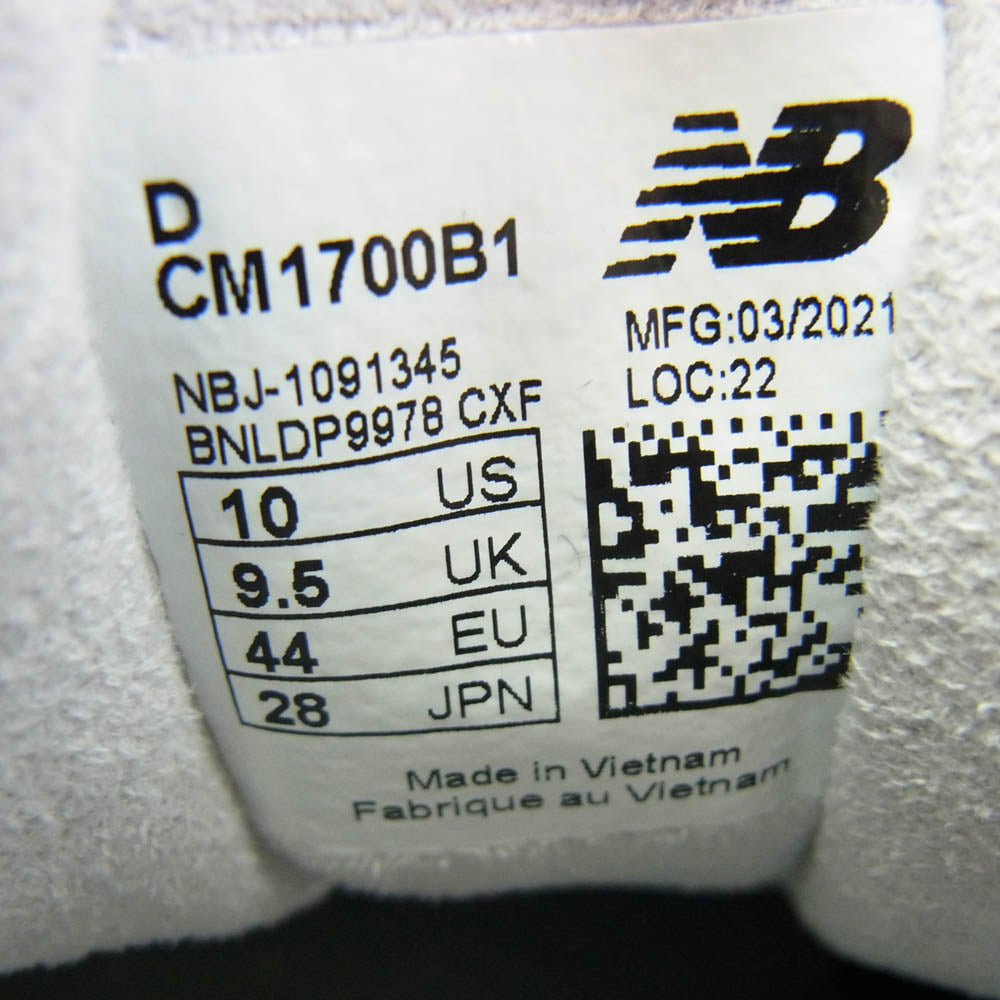 NB
D
CM1700B1
MFG:03/2021
LOC:22
NBJ-1091345
BNLDP9978 CXF
10 US
9.5 UK
44 EU
28 JPN
Made in Vietnam
Fabrique au Vietnam